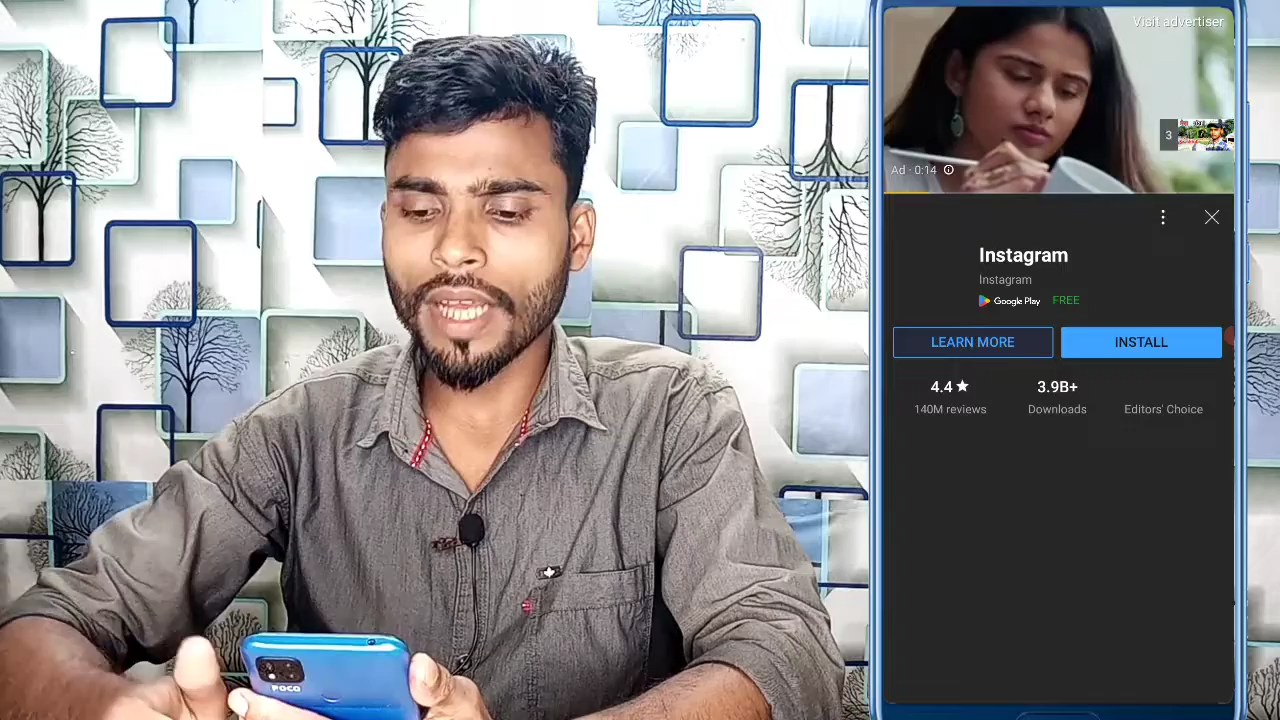 Visit advertiser
3
Ad · 0:14
Instagram
Instagram
Google Play FREE
LEARN MORE
INSTALL
4.4★
140M reviews
3.9B+
Downloads
Editors' Choice
POCO